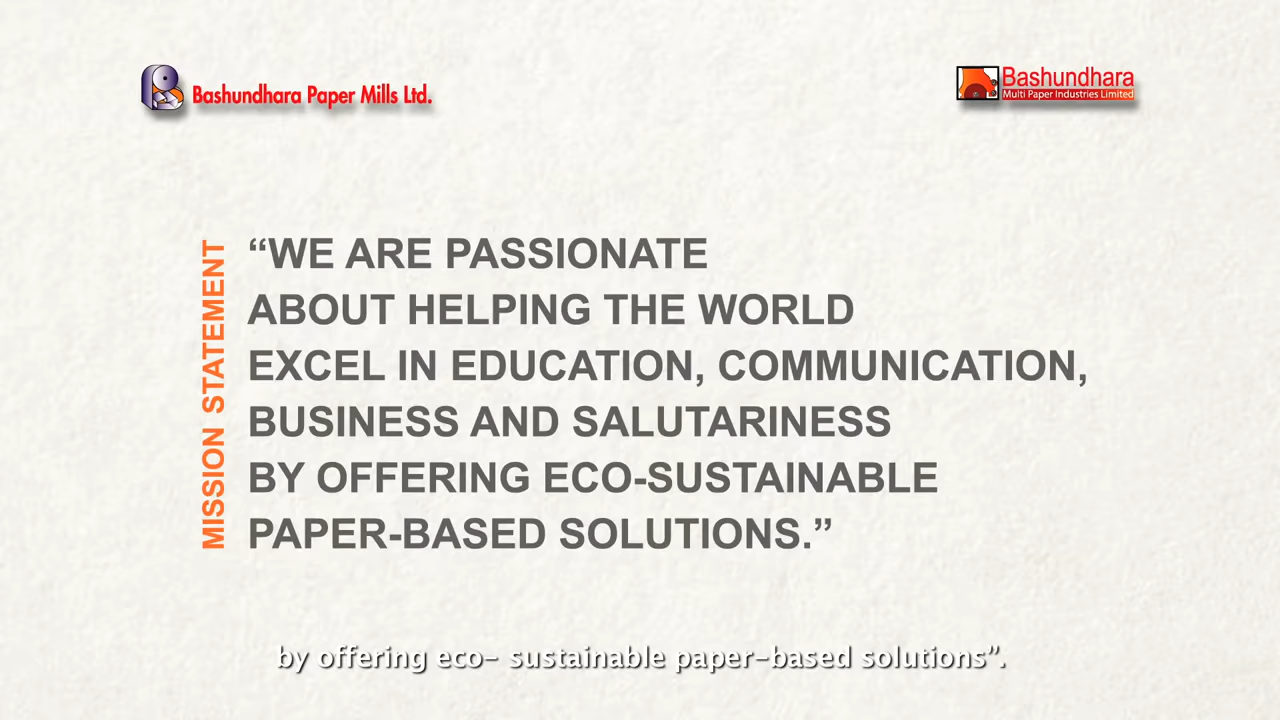 Bashundhara Paper Mills Ltd.
Bashundhara
Multi Paper Industries Limited
MISSION STATEMENT
“WE ARE PASSIONATE
ABOUT HELPING THE WORLD
EXCEL IN EDUCATION, COMMUNICATION,
BUSINESS AND SALUTARINESS
BY OFFERING ECO-SUSTAINABLE
PAPER-BASED SOLUTIONS.”
by offering eco- sustainable paper-based solutions”.